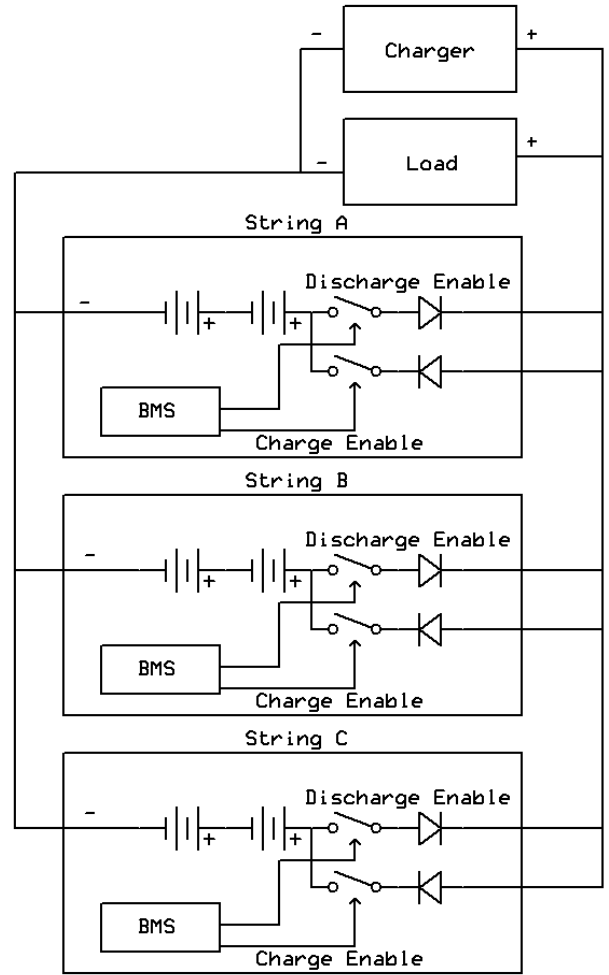 - Charger +
- Load +
String A
Discharge Enable
-
+ +
BMS
Charge Enable
String B
Discharge Enable
-
+ +
BMS
Charge Enable
String C
Discharge Enable
-
+ +
BMS
Charge Enable